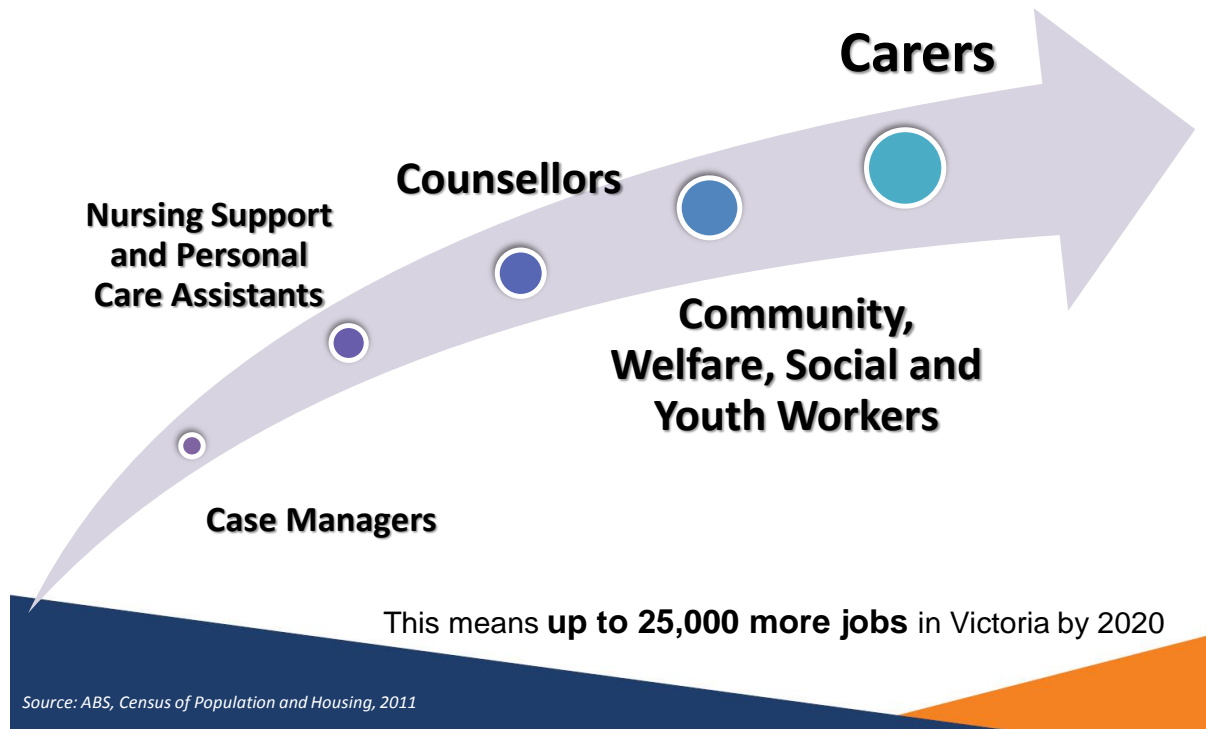 Carers
Counsellors
Nursing Support
and Personal
Care Assistants
Community,
Welfare, Social and
Youth Workers
Case Managers
This means up to 25,000 more jobs in Victoria by 2020
Source: ABS, Census of Population and Housing, 2011